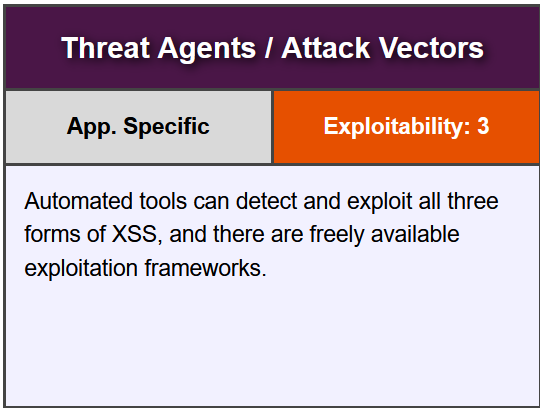 Threat Agents / Attack Vectors
App. Specific
Exploitability: 3
Automated tools can detect and exploit all three
forms of XSS, and there are freely available
exploitation frameworks.